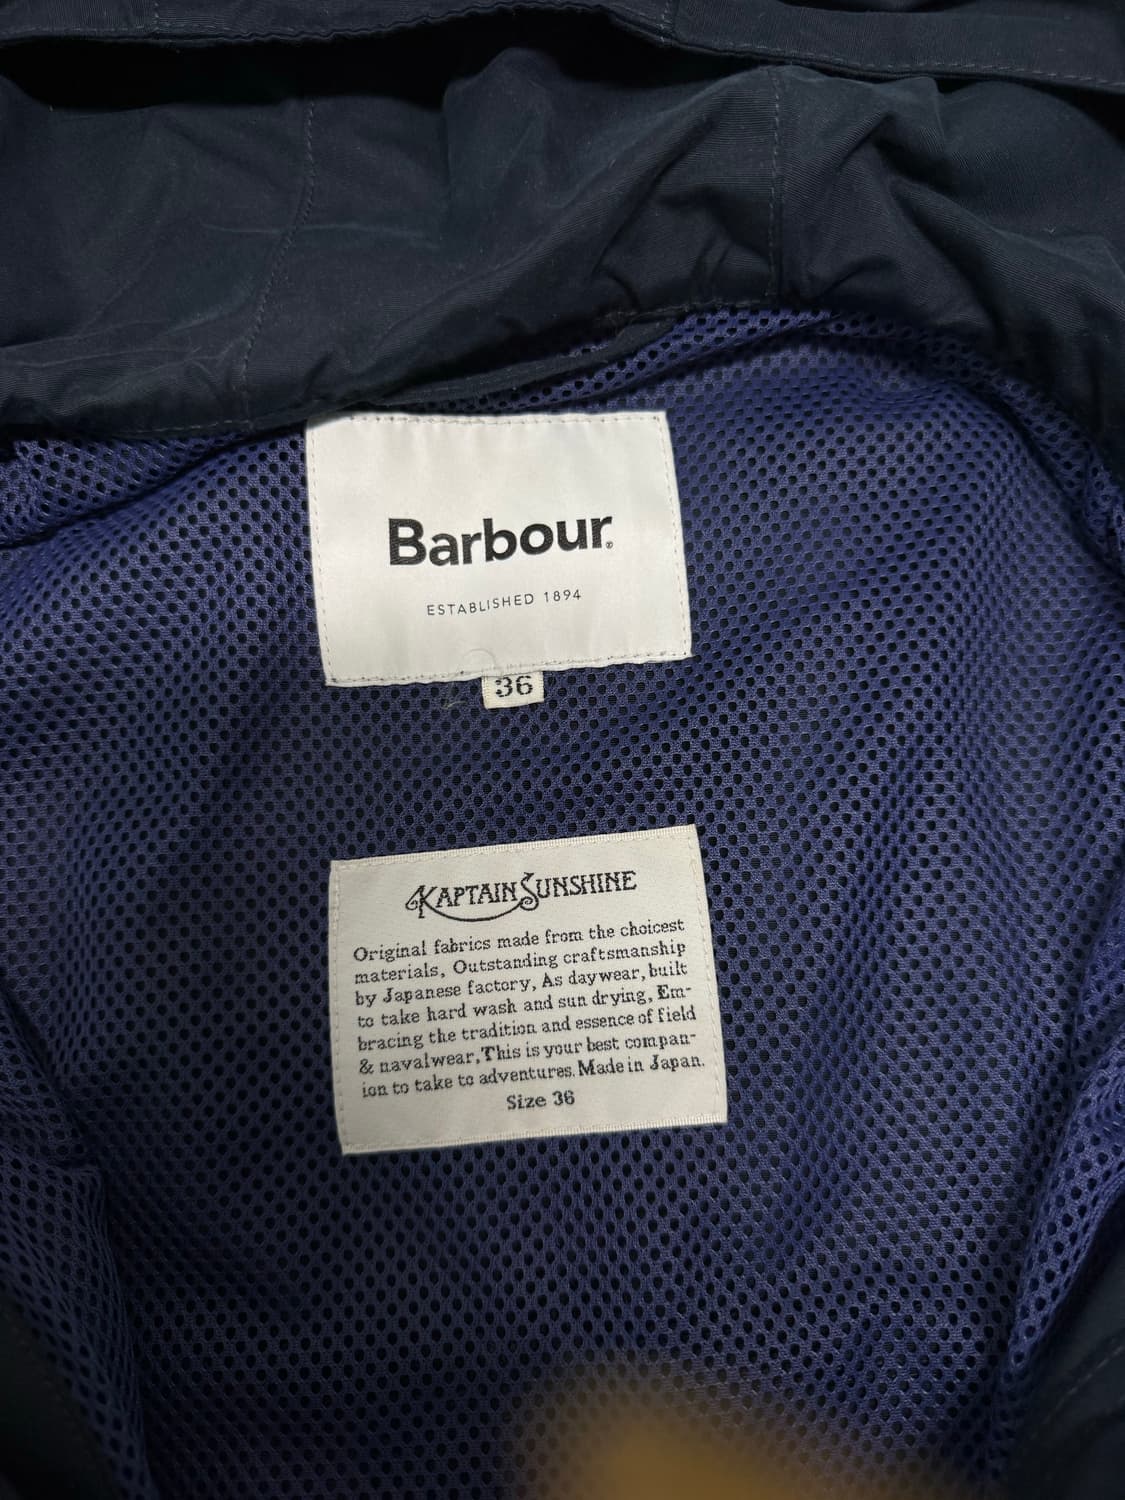 Barbour®
ESTABLISHED 1894
36
KAPTAIN SUNSHINE
Original fabrics made from the choicest
materials, Outstanding craftsmanship
by Japanese factory, As daywear, built
to take hard wash and sun drying, Em-
bracing the tradition and essence of field
& navalwear, This is your best compan-
ion to take to adventures. Made in Japan.
Size 36